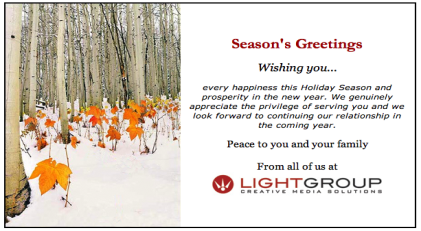 Season's Greetings
Wishing you...
every happiness this Holiday Season and
prosperity in the new year. We genuinely
appreciate the privilege of serving you and we
look forward to continuing our relationship in
the coming year.
Peace to you and your family
From all of us at
LIGHTGROUP
CREATIVE MEDIA SOLUTIONS